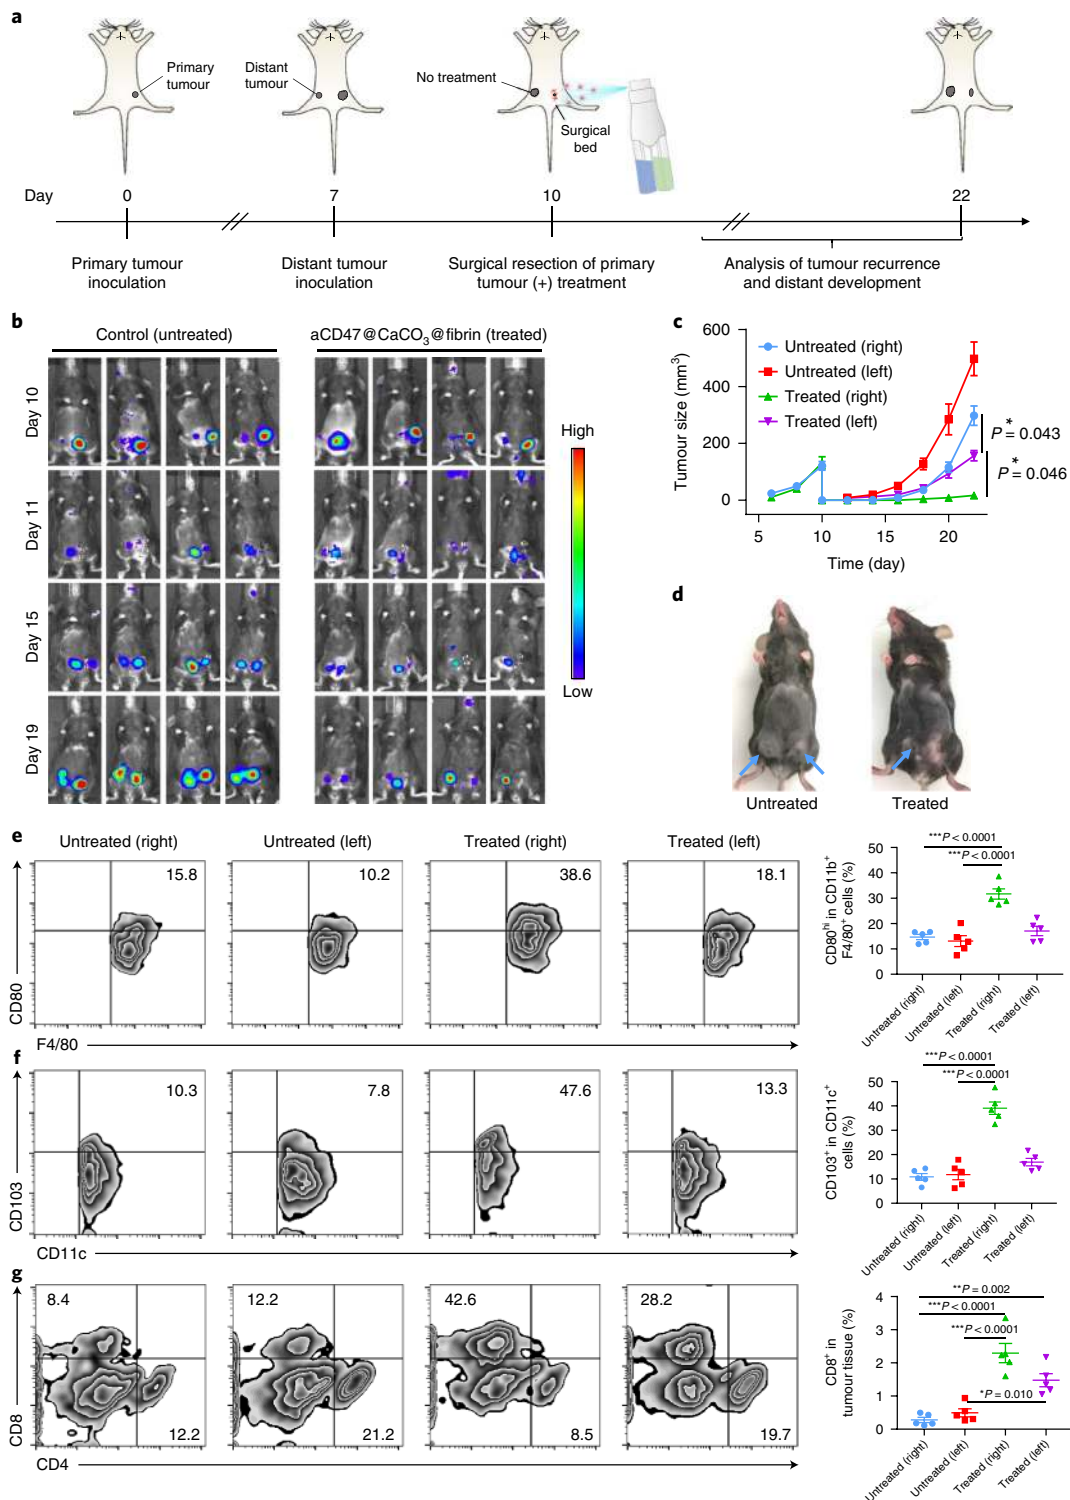 a
Primary
tumour
Distant
tumour
No treatment
Surgical
bed
Day
0
7
10
22
Primary tumour
inoculation
Distant tumour
inoculation
Surgical resection of primary
tumour (+) treatment
Analysis of tumour recurrence
and distant development
b
Control (untreated)
aCD47@CaCO3@fibrin (treated)
Day 10
Day 11
Day 15
Day 19
High
Low
c
Tumour size (mm³)
600
400
200
0
5
10
15
20
Time (day)
Untreated (right)
Untreated (left)
Treated (right)
Treated (left)
*
P = 0.043
*
P = 0.046
d
Untreated
Treated
e
Untreated (right)
Untreated (left)
Treated (right)
Treated (left)
15.8
10.2
38.6
18.1
CD80
F4/80
CD80hi in CD11b+
F4/80+ cells (%)
50
40
30
20
10
0
***P < 0.0001
***P < 0.0001
Untreated (right)
Untreated (left)
Treated (right)
Treated (left)
f
10.3
7.8
47.6
13.3
CD103
CD11c
CD103+ in CD11c+
cells (%)
50
40
30
20
10
0
***P < 0.0001
***P < 0.0001
Untreated (right)
Untreated (left)
Treated (right)
Treated (left)
g
8.4
12.2
42.6
28.2
12.2
21.2
8.5
19.7
CD8
CD4
CD8+ in
tumour tissue (%)
4
3
2
1
0
**P = 0.002
***P < 0.0001
***P < 0.0001
*P = 0.010
Untreated (right)
Untreated (left)
Treated (right)
Treated (left)